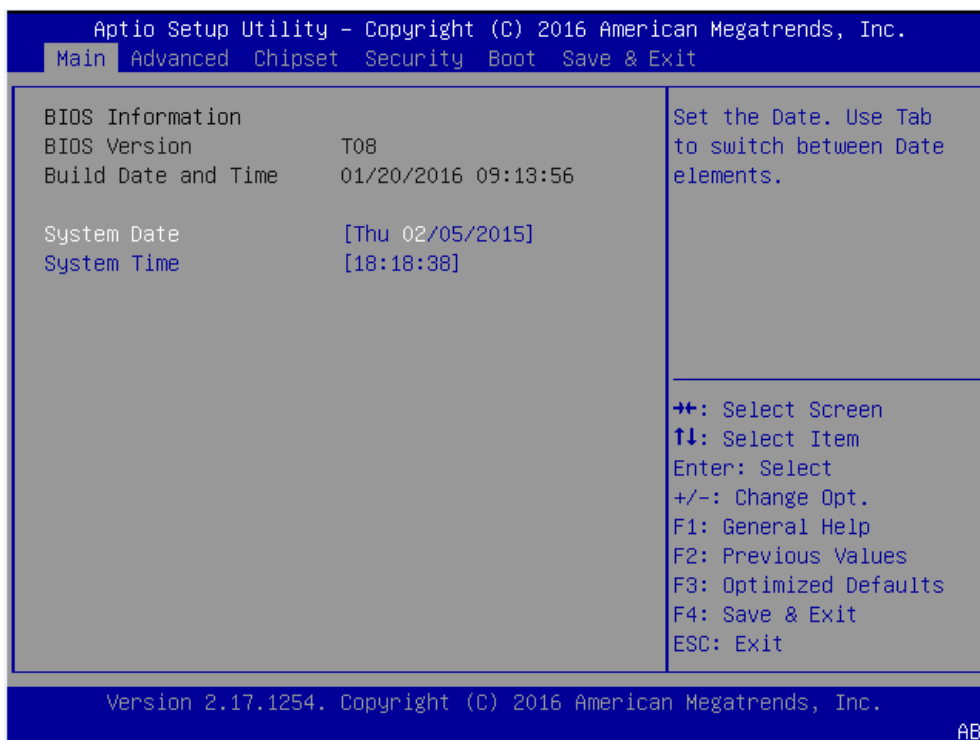 Aptio Setup Utility – Copyright (C) 2016 American Megatrends, Inc.
Main Advanced Chipset Security Boot Save & Exit
BIOS Information
BIOS Version T08
Build Date and Time 01/20/2016 09:13:56
System Date [Thu 02/05/2015]
System Time [18:18:38]
Set the Date. Use Tab
to switch between Date
elements.
→←: Select Screen
↑↓: Select Item
Enter: Select
+/-: Change Opt.
F1: General Help
F2: Previous Values
F3: Optimized Defaults
F4: Save & Exit
ESC: Exit
Version 2.17.1254. Copyright (C) 2016 American Megatrends, Inc.
AB